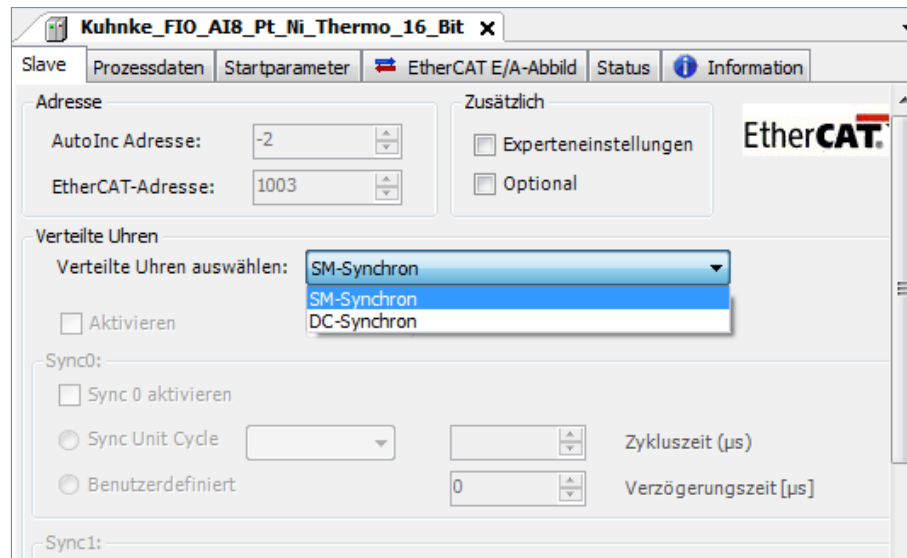 Kuhnke_FIO_AI8_Pt_Ni_Thermo_16_Bit X
Slave Prozessdaten Startparameter EtherCAT E/A-Abbild Status i Information
Adresse Zusätzlich
AutoInc Adresse: -2 Experteneinstellungen EtherCAT.
EtherCAT-Adresse: 1003 Optional
Verteilte Uhren
Verteilte Uhren auswählen: SM-Synchron
SM-Synchron
Aktivieren DC-Synchron
Sync0:
Sync 0 aktivieren
Sync Unit Cycle Zykluszeit (µs)
Benutzerdefiniert 0 Verzögerungszeit[µs]
Sync1: